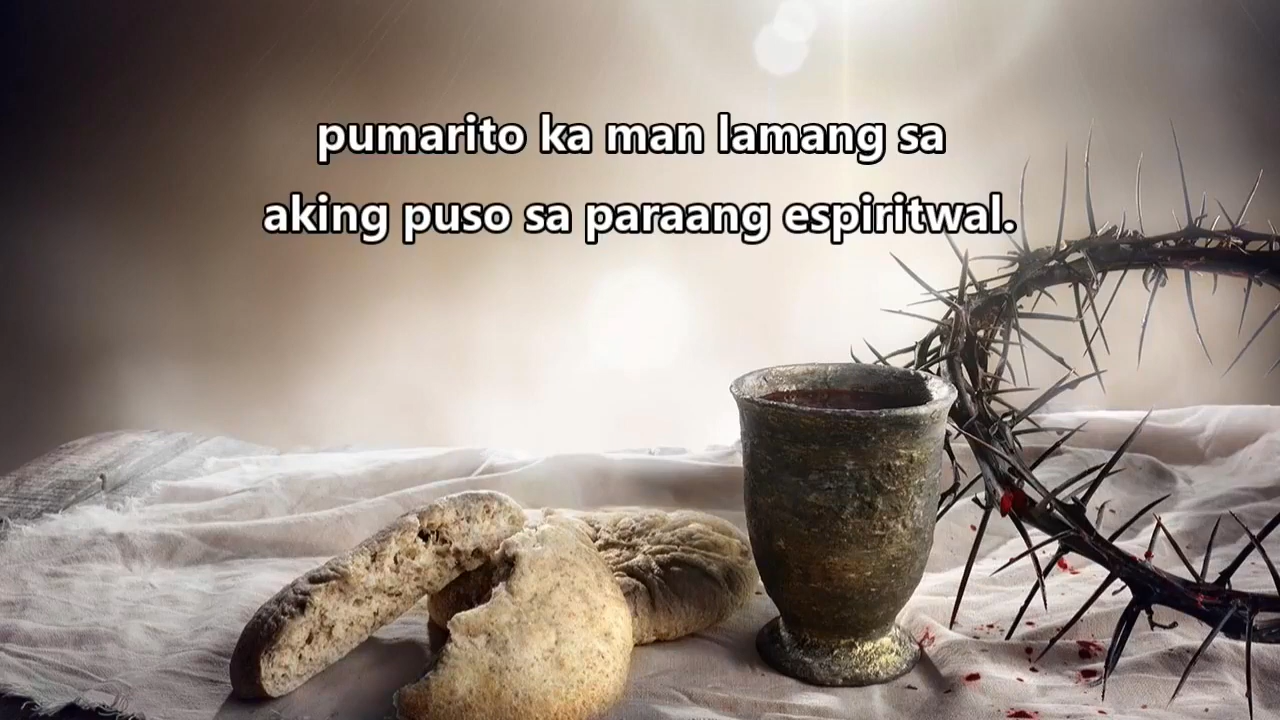 pumarito ka man lamang sa
aking puso sa paraang espiritwal.